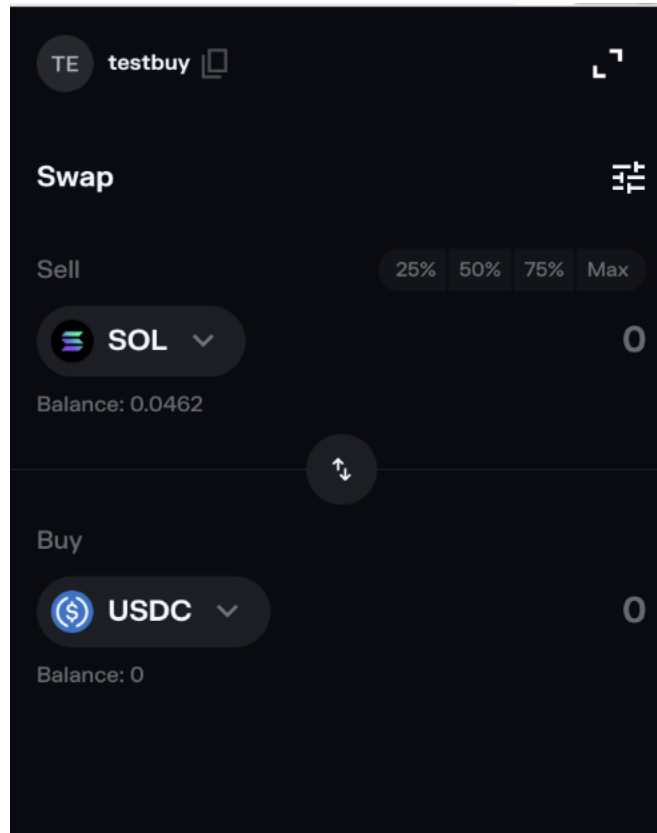 TE testbuy
Swap
Sell 25% 50% 75% Max
SOL 0
Balance: 0.0462
Buy
USDC 0
Balance: 0